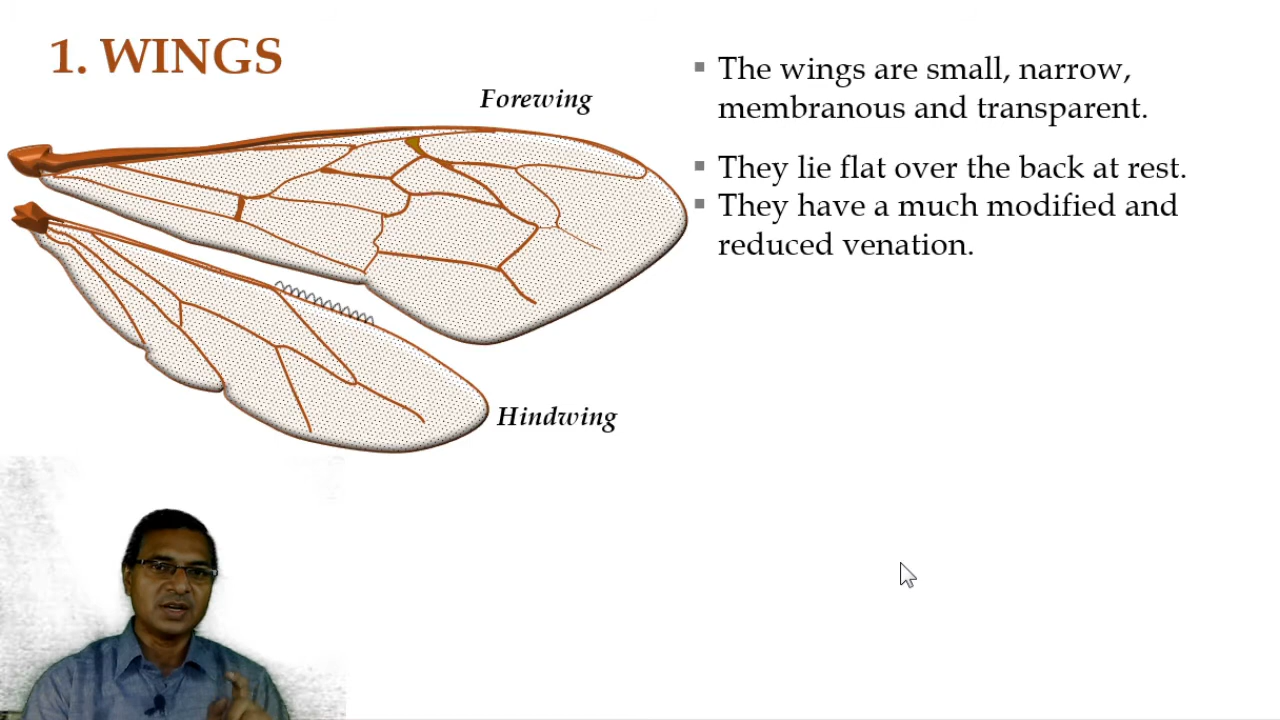 1. WINGS
Forewing
Hindwing
▪ The wings are small, narrow,
membranous and transparent.
▪ They lie flat over the back at rest.
▪ They have a much modified and
reduced venation.